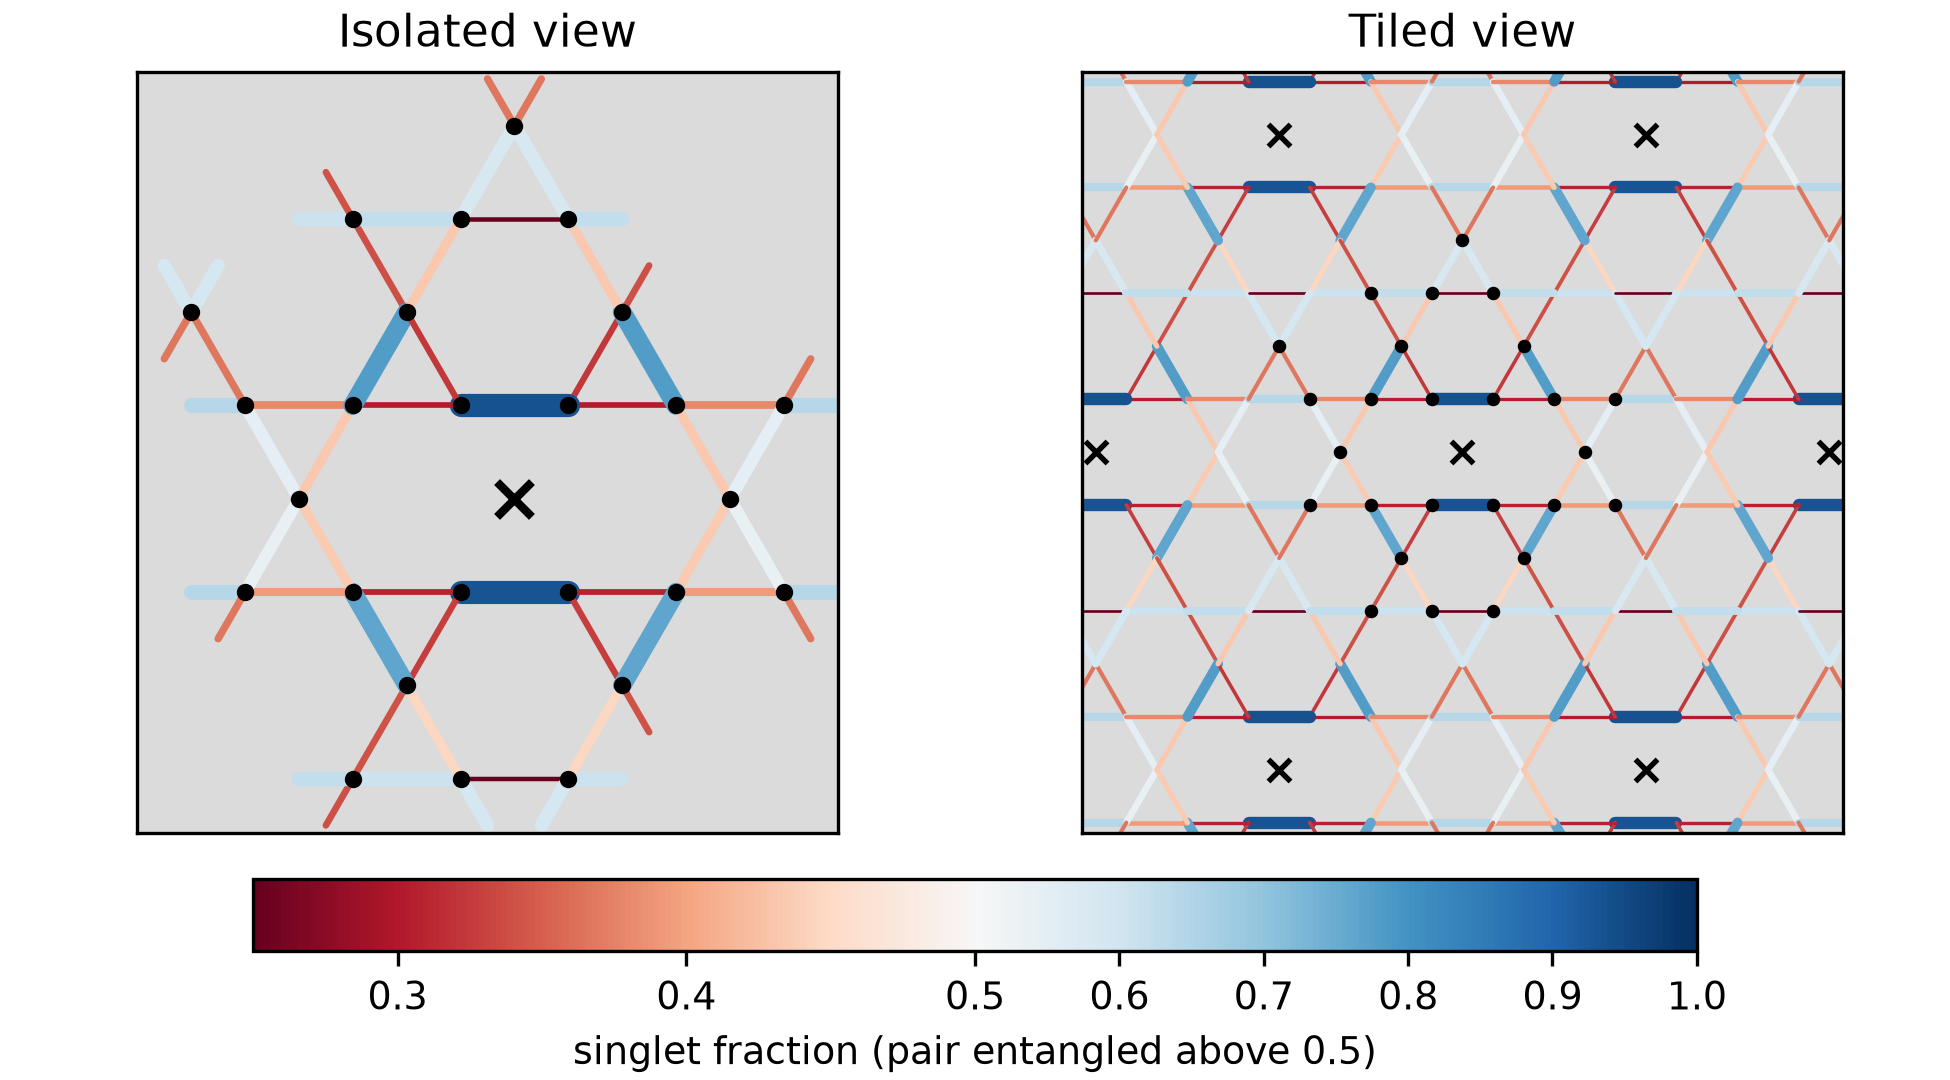 Isolated view
Tiled view
0.3 0.4 0.5 0.6 0.7 0.8 0.9 1.0
singlet fraction (pair entangled above 0.5)